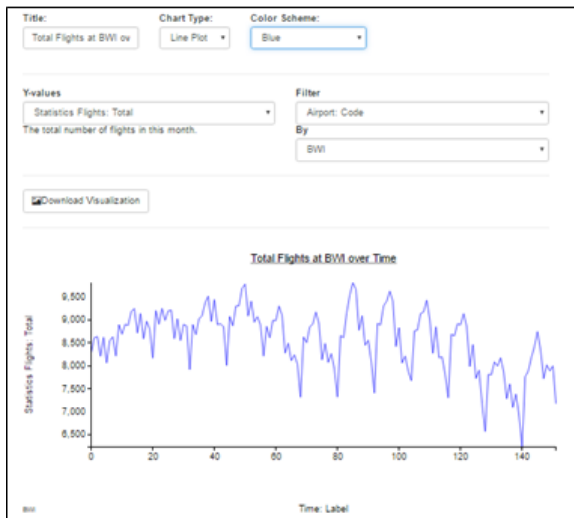 Title: Chart Type: Color Scheme:
Total Flights at BWI ov Line Plot Blue
Y-values Filter
Statistics Flights: Total Airport: Code
The total number of flights in this month. By
BWI
Download Visualization
Total Flights at BWI over Time
Statistics Flights: Total
9,500
9,000
8,500
8,000
7,500
7,000
6,500
0 20 40 60 80 100 120 140
BWI Time: Label